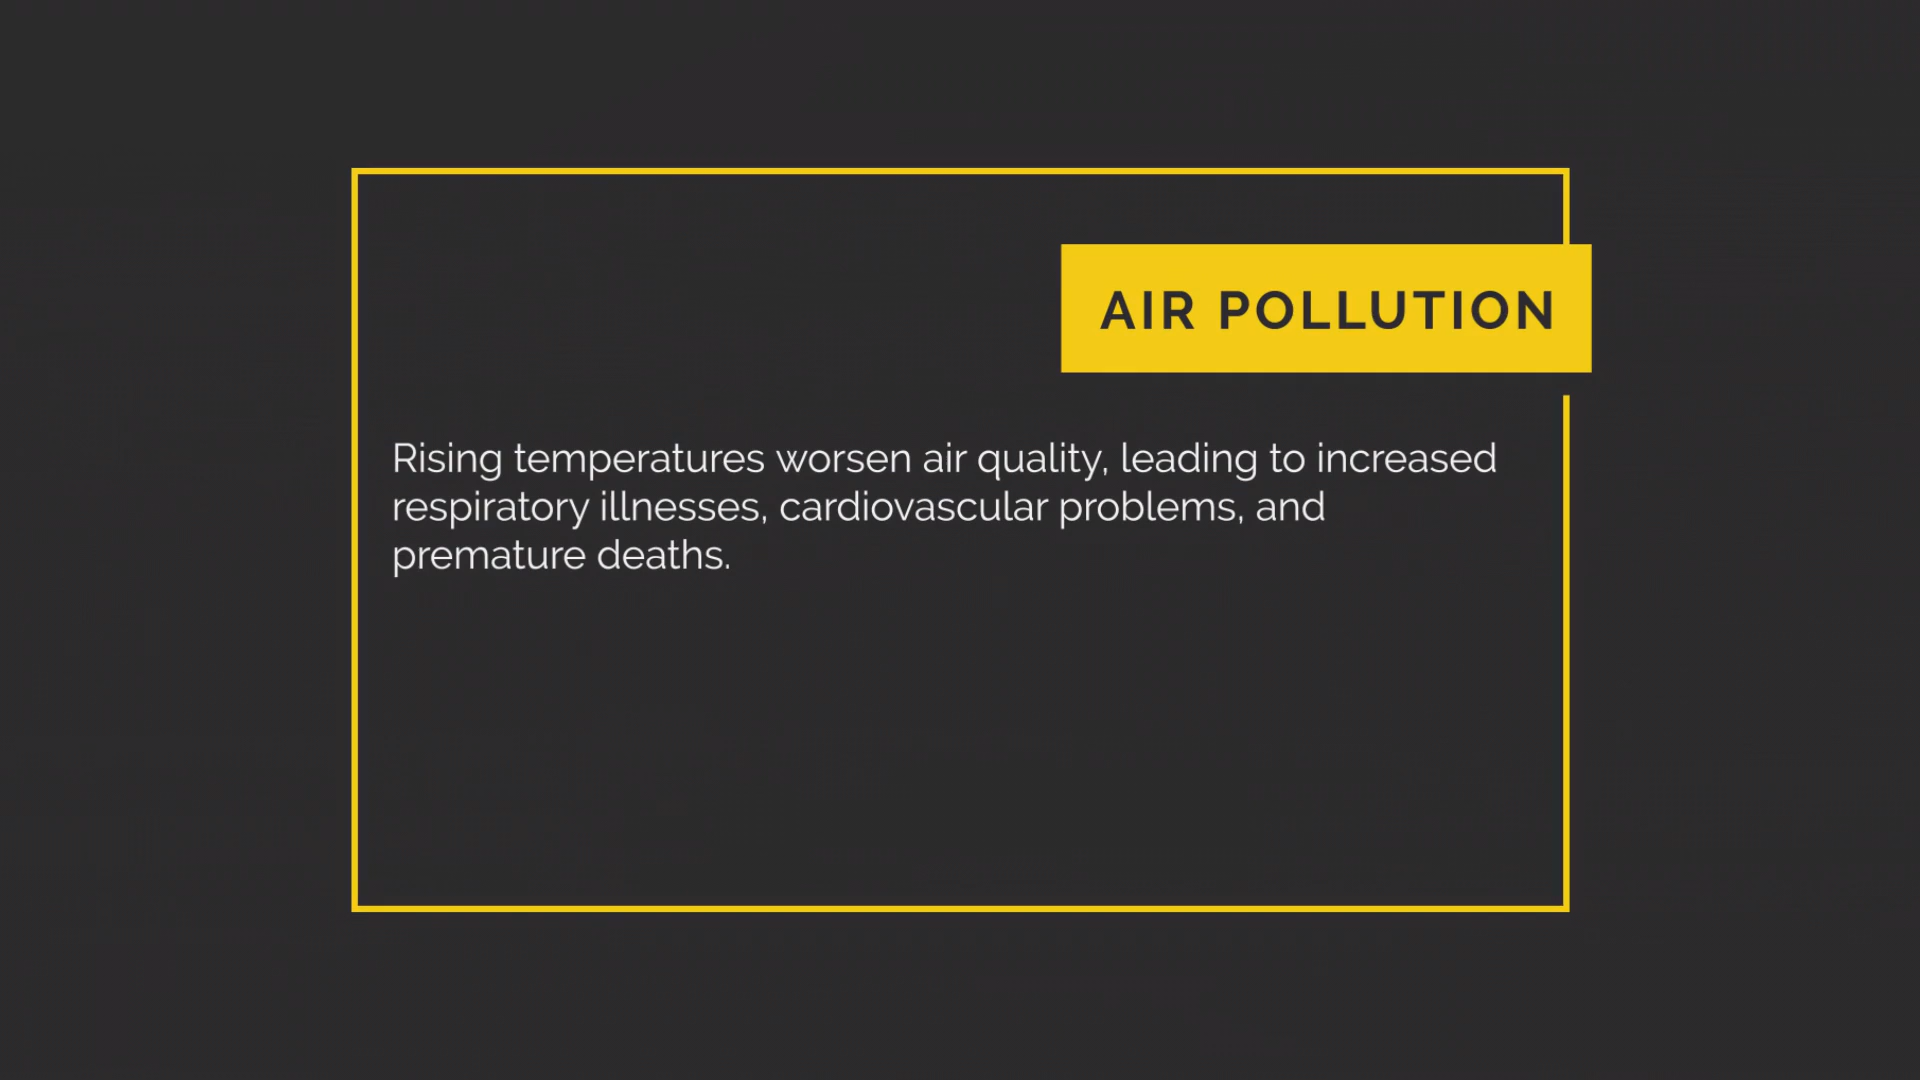 AIR POLLUTION
Rising temperatures worsen air quality, leading to increased
respiratory illnesses, cardiovascular problems, and
premature deaths.